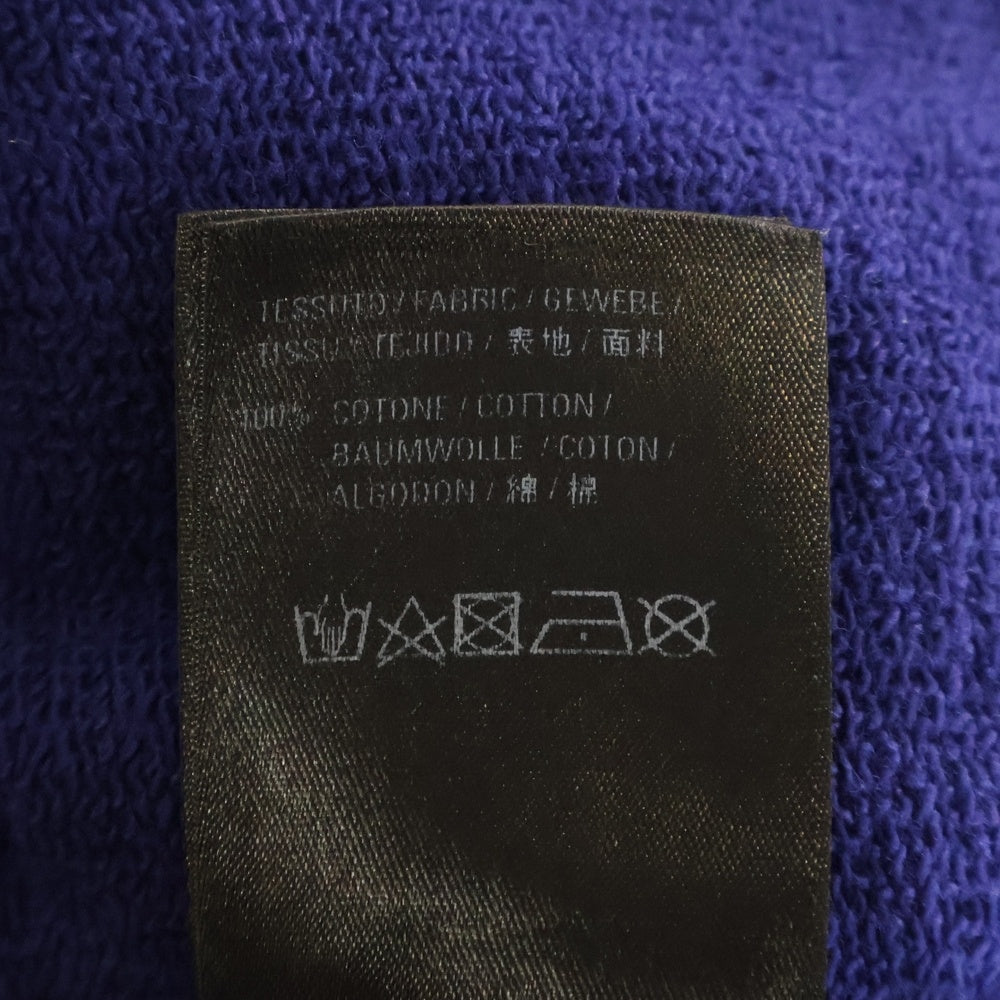 TESSUTO / FABRIC / GEWEBE /
TISSU / TEJIDO / 表地 / 面料
100% COTONE / COTTON /
BAUMWOLLE / COTON /
ALGODON / 綿 / 棉